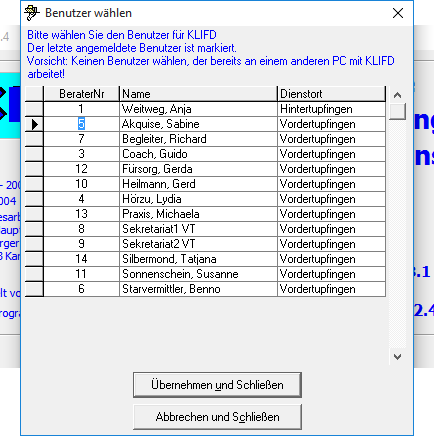 Benutzer wählen
Bitte wählen Sie den Benutzer für KLIFD
Der letzte angemeldete Benutzer ist markiert.
Vorsicht: Keinen Benutzer wählen, der bereits an einem anderen PC mit KLIFD
arbeitet!
BeraterNr Name Dienstort
1 Weitweg, Anja Hintertupfingen
5 Akquise, Sabine Vordertupfingen
7 Begleiter, Richard Vordertupfingen
3 Coach, Guido Vordertupfingen
12 Fürsorg, Gerda Vordertupfingen
10 Heilmann, Gerd Vordertupfingen
4 Hörzu, Lydia Vordertupfingen
13 Praxis, Michaela Vordertupfingen
8 Sekretariat1 VT Vordertupfingen
9 Sekretariat2 VT Vordertupfingen
14 Silbermond, Tatjana Vordertupfingen
11 Sonnenschein, Susanne Vordertupfingen
6 Starvermittler, Benno Vordertupfingen
Übernehmen und Schließen
Abbrechen und Schließen